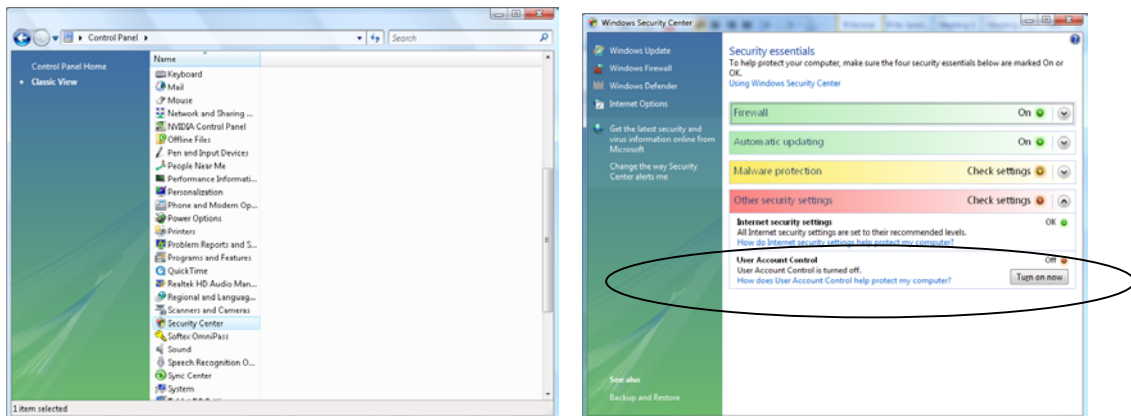 Control Panel
Search
Control Panel Home
Classic View
Name
Keyboard
Mail
Mouse
Network and Sharing ...
NVIDIA Control Panel
Offline Files
Pen and Input Devices
People Near Me
Performance Informati...
Personalization
Phone and Modem Op...
Power Options
Printers
Problem Reports and S...
Programs and Features
QuickTime
Realtek HD Audio Man...
Regional and Languag...
Scanners and Cameras
Security Center
Softex OmniPass
Sound
Speech Recognition O...
Sync Center
System
1 item selected
Windows Security Center
Windows Update
Windows Firewall
Windows Defender
Internet Options
Get the latest security and
virus information online from
Microsoft
Change the way Security
Center alerts me
See also
Backup and Restore
Security essentials
To help protect your computer, make sure the four security essentials below are marked On or
OK.
Using Windows Security Center
Firewall On
Automatic updating On
Malware protection Check settings
Other security settings Check settings
Internet security settings OK
All Internet security settings are set to their recommended levels.
How do Internet security settings help protect my computer?
User Account Control Off
User Account Control is turned off.
How does User Account Control help protect my computer? Turn on now